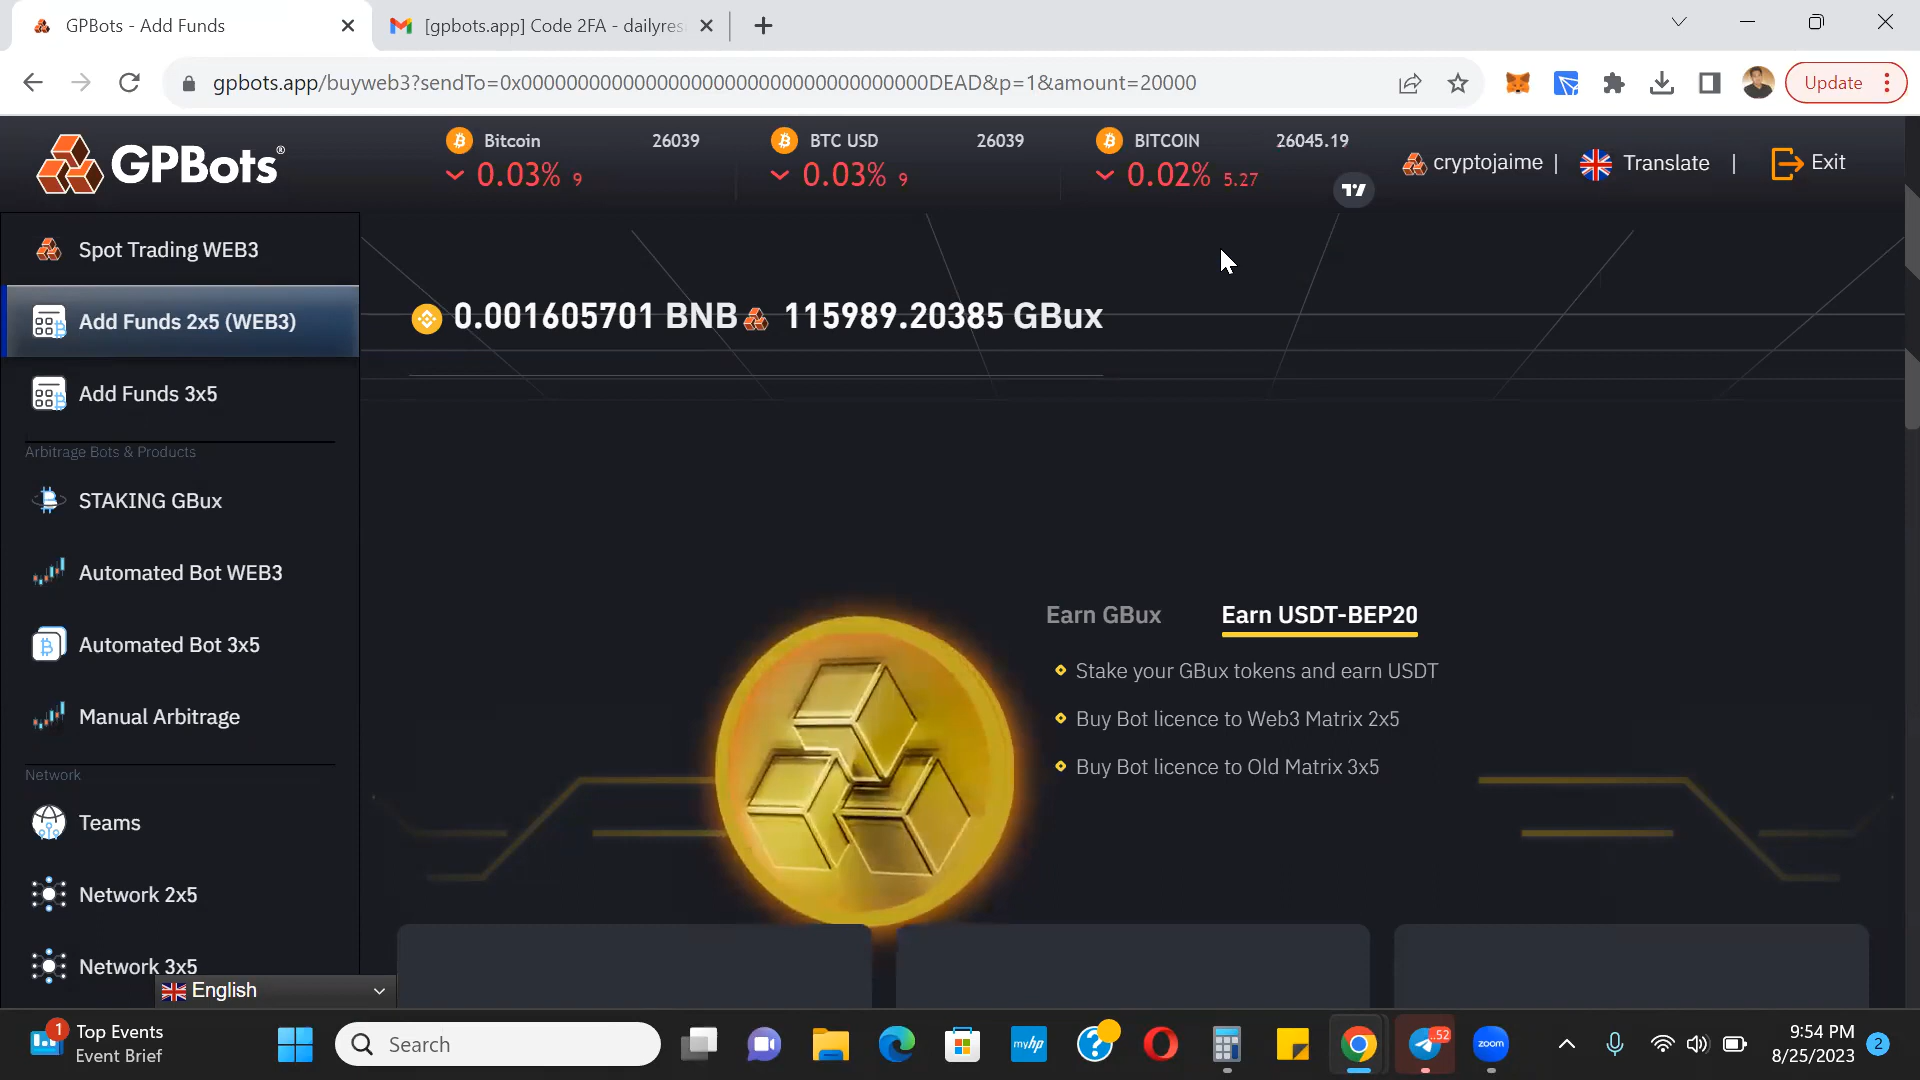 GPBots - Add Funds
[gpbots.app] Code 2FA - dailyres
gpbots.app/buyweb3?sendTo=0x000000000000000000000000000000000000DEAD&p=1&amount=20000
Update
GPBots®
Bitcoin 26039
0.03% 9
BTC USD 26039
0.03% 9
BITCOIN 26045.19
0.02% 5.27
cryptojaime | Translate | Exit
Spot Trading WEB3
Add Funds 2x5 (WEB3)
Add Funds 3x5
Arbitrage Bots & Products
STAKING GBux
Automated Bot WEB3
Automated Bot 3x5
Manual Arbitrage
Network
Teams
Network 2x5
Network 3x5
English
0.001605701 BNB 115989.20385 GBux
Earn GBux Earn USDT-BEP20
Stake your GBux tokens and earn USDT
Buy Bot licence to Web3 Matrix 2x5
Buy Bot licence to Old Matrix 3x5
1
Top Events
Event Brief
Search
myhp
52
zoom
9:54 PM
8/25/2023
2